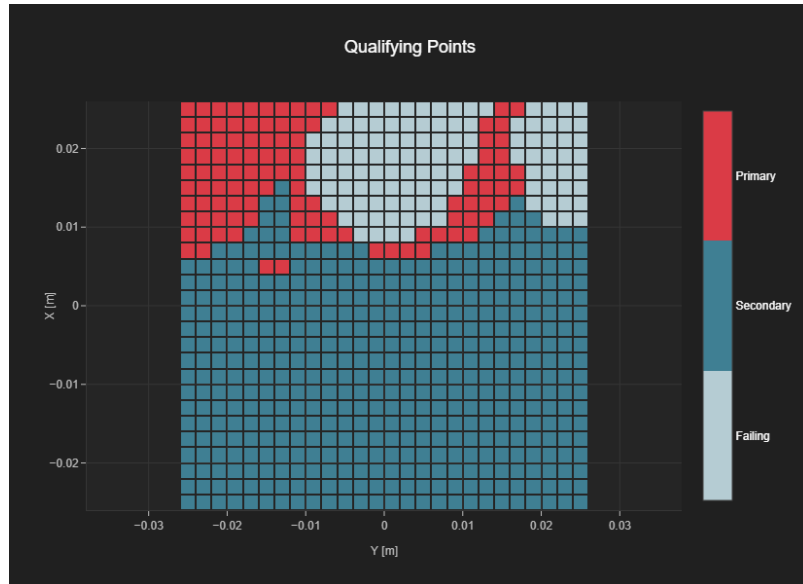 Qualifying Points
0.02
0.01
0
−0.01
−0.02
X [m]
−0.03
−0.02
−0.01
0
0.01
0.02
0.03
Y [m]
Primary
Secondary
Failing